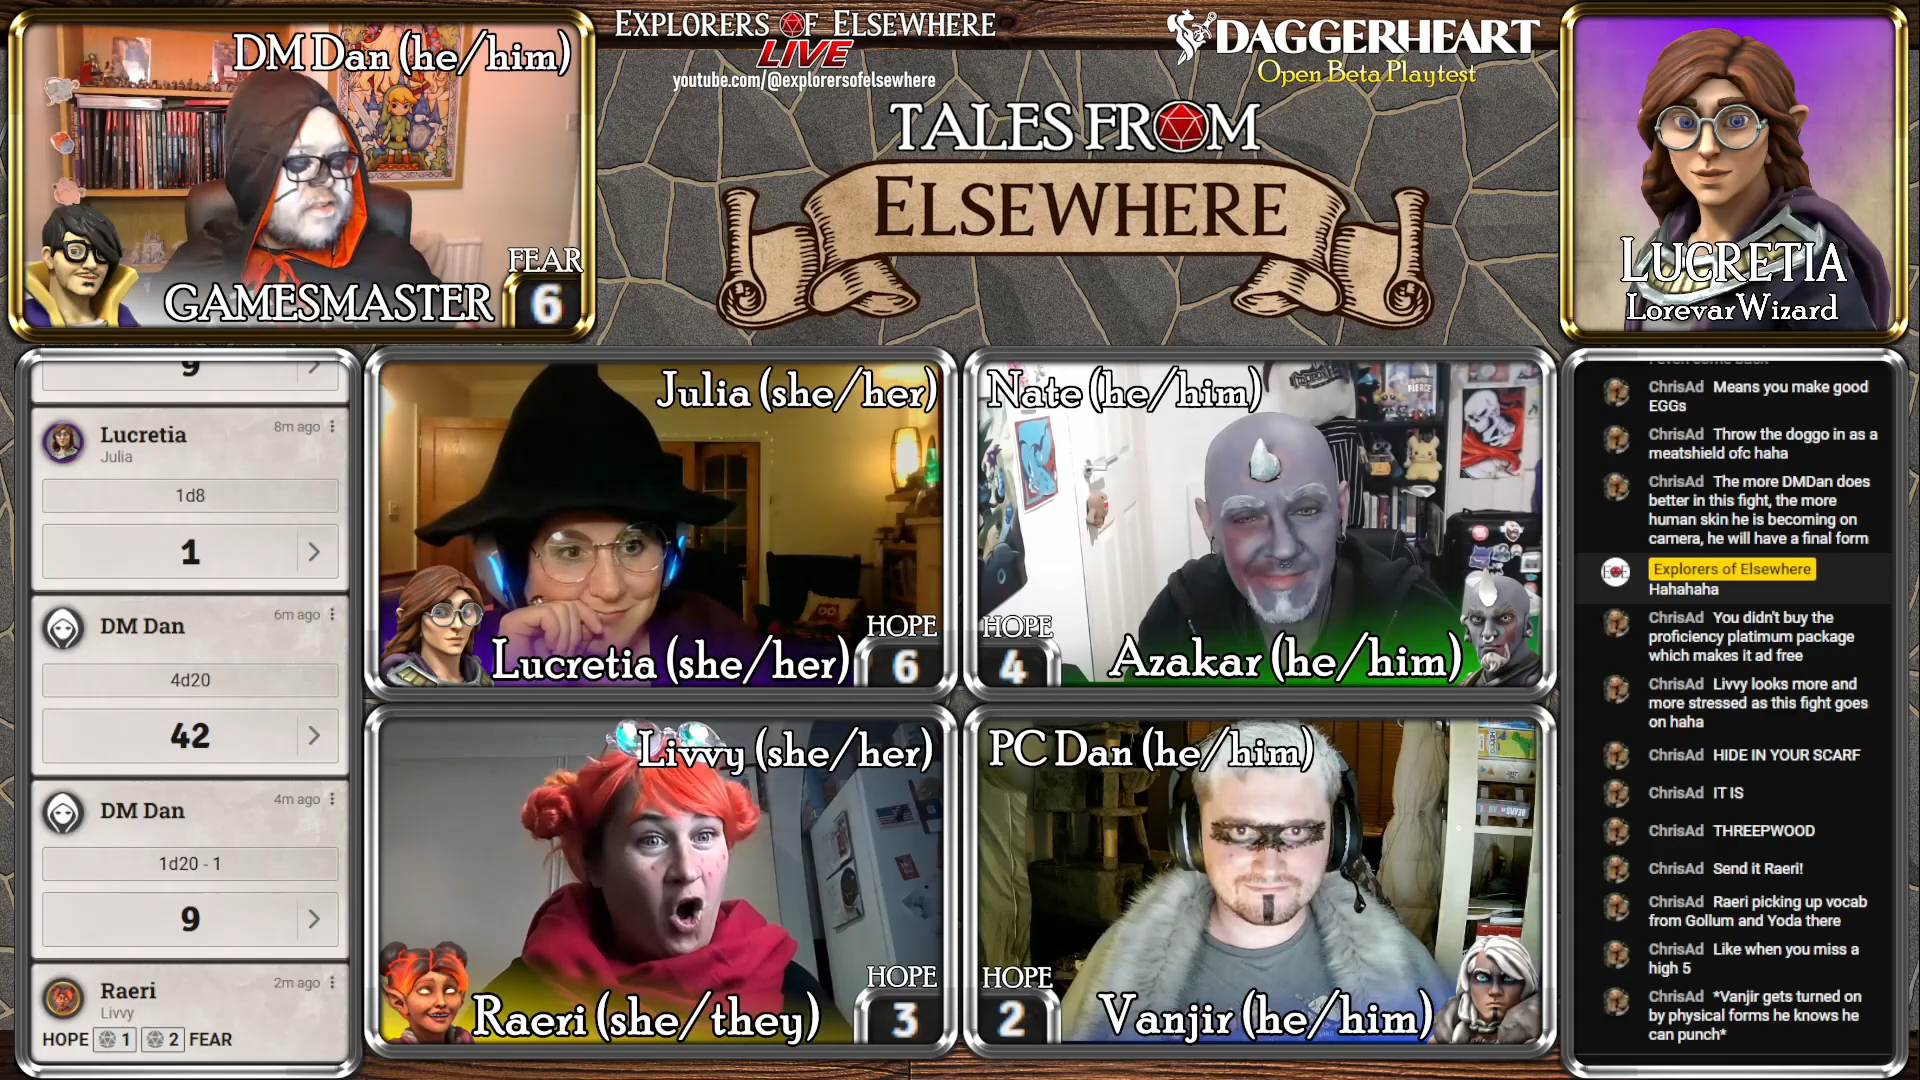 DM Dan (he/him)
FEAR
6
GAMESMASTER
EXPLORERS OF ELSEWHERE
LIVE
youtube.com/@explorersofelsewhere
DAGGERHEART
Open Beta Playtest
TALES FROM
ELSEWHERE
LUCRETIA
Lorevar Wizard
9
Lucretia
8m ago
Julia
1d8
1
DM Dan
6m ago
4d20
42
DM Dan
4m ago
1d20 - 1
9
Raeri
2m ago
Livvy
HOPE 1 2 FEAR
Julia (she/her)
HOPE
6
Lucretia (she/her)
Nate (he/him)
HOPE
4
Azakar (he/him)
Livvy (she/her)
HOPE
3
Raeri (she/they)
PC Dan (he/him)
HOPE
2
Vanjir (he/him)
ChrisAd Means you make good
EGGs
ChrisAd Throw the doggo in as a
meatshield ofc haha
ChrisAd The more DMDan does
better in this fight, the more
human skin he is becoming on
camera, he will have a final form
Explorers of Elsewhere
Hahahaha
ChrisAd You didn't buy the
proficiency platimum package
which makes it ad free
ChrisAd Livvy looks more and
more stressed as this fight goes
on haha
ChrisAd HIDE IN YOUR SCARF
ChrisAd IT IS
ChrisAd THREEPWOOD
ChrisAd Send it Raeri!
ChrisAd Raeri picking up vocab
from Gollum and Yoda there
ChrisAd Like when you miss a
high 5
ChrisAd *Vanjir gets turned on
by physical forms he knows he
can punch*